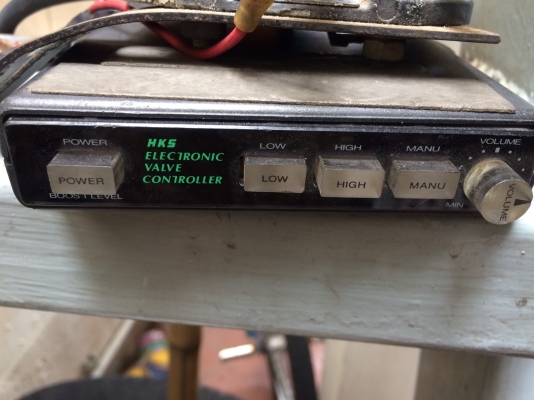 POWER
POWER
BOOST LEVEL
HKS
ELECTRONIC
VALVE
CONTROLLER
LOW
LOW
HIGH
HIGH
MANU
MANU
VOLUME
VOLUME
MIN